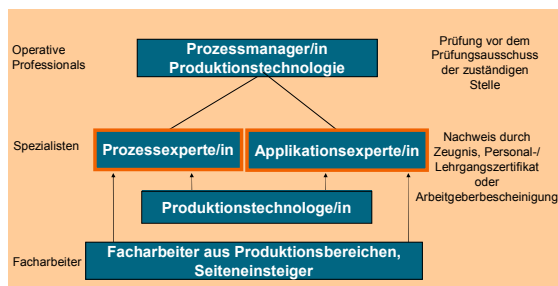 Operative
Professionals
Prozessmanager/in
Produktionstechnologie
Prüfung vor dem
Prüfungsausschuss
der zuständigen
Stelle
Spezialisten
Prozessexperte/in
Applikationsexperte/in
Nachweis durch
Zeugnis, Personal-/
Lehrgangszertifikat
oder
Arbeitgeberbescheinigung
Produktionstechnologe/in
Facharbeiter
Facharbeiter aus Produktionsbereichen,
Seiteneinsteiger